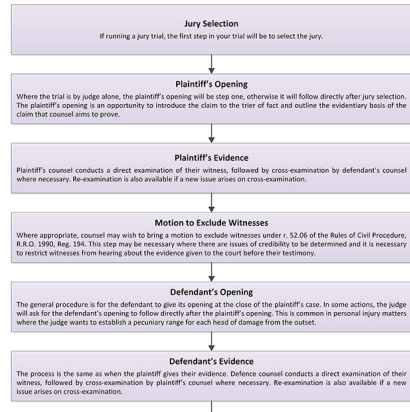 Jury Selection
If running a jury trial, the first step in your trial will be to select the jury.
Plaintiff's Opening
Where the trial is by judge alone, the plaintiff's opening will be step one, otherwise it will follow directly after jury selection.
The plaintiff's opening is an opportunity to introduce the claim to the trier of fact and outline the evidentiary basis of the
claim that counsel aims to prove.
Plaintiff's Evidence
Plaintiff's counsel conducts a direct examination of their witness, followed by cross-examination by defendant's counsel
where necessary. Re-examination is also available if a new issue arises on cross-examination.
Motion to Exclude Witnesses
Where appropriate, counsel may wish to bring a motion to exclude witnesses under r. 52.06 of the Rules of Civil Procedure,
R.R.O. 1990, Reg. 194. This step may be necessary where there are issues of credibility to be determined and it is necessary
to restrict witnesses from hearing about the evidence given to the court before their testimony.
Defendant's Opening
The general procedure is for the defendant to give its opening at the close of the plaintiff's case. In some actions, the judge
will ask for the defendant's opening to follow directly after the plaintiff's opening. This is common in personal injury matters
where the judge wants to establish a pecuniary range for each head of damage from the outset.
Defendant's Evidence
The process is the same as when the plaintiff gives their evidence. Defence counsel conducts a direct examination of their
witness, followed by cross-examination by plaintiff's counsel where necessary. Re-examination is also available if a new
issue arises on cross-examination.